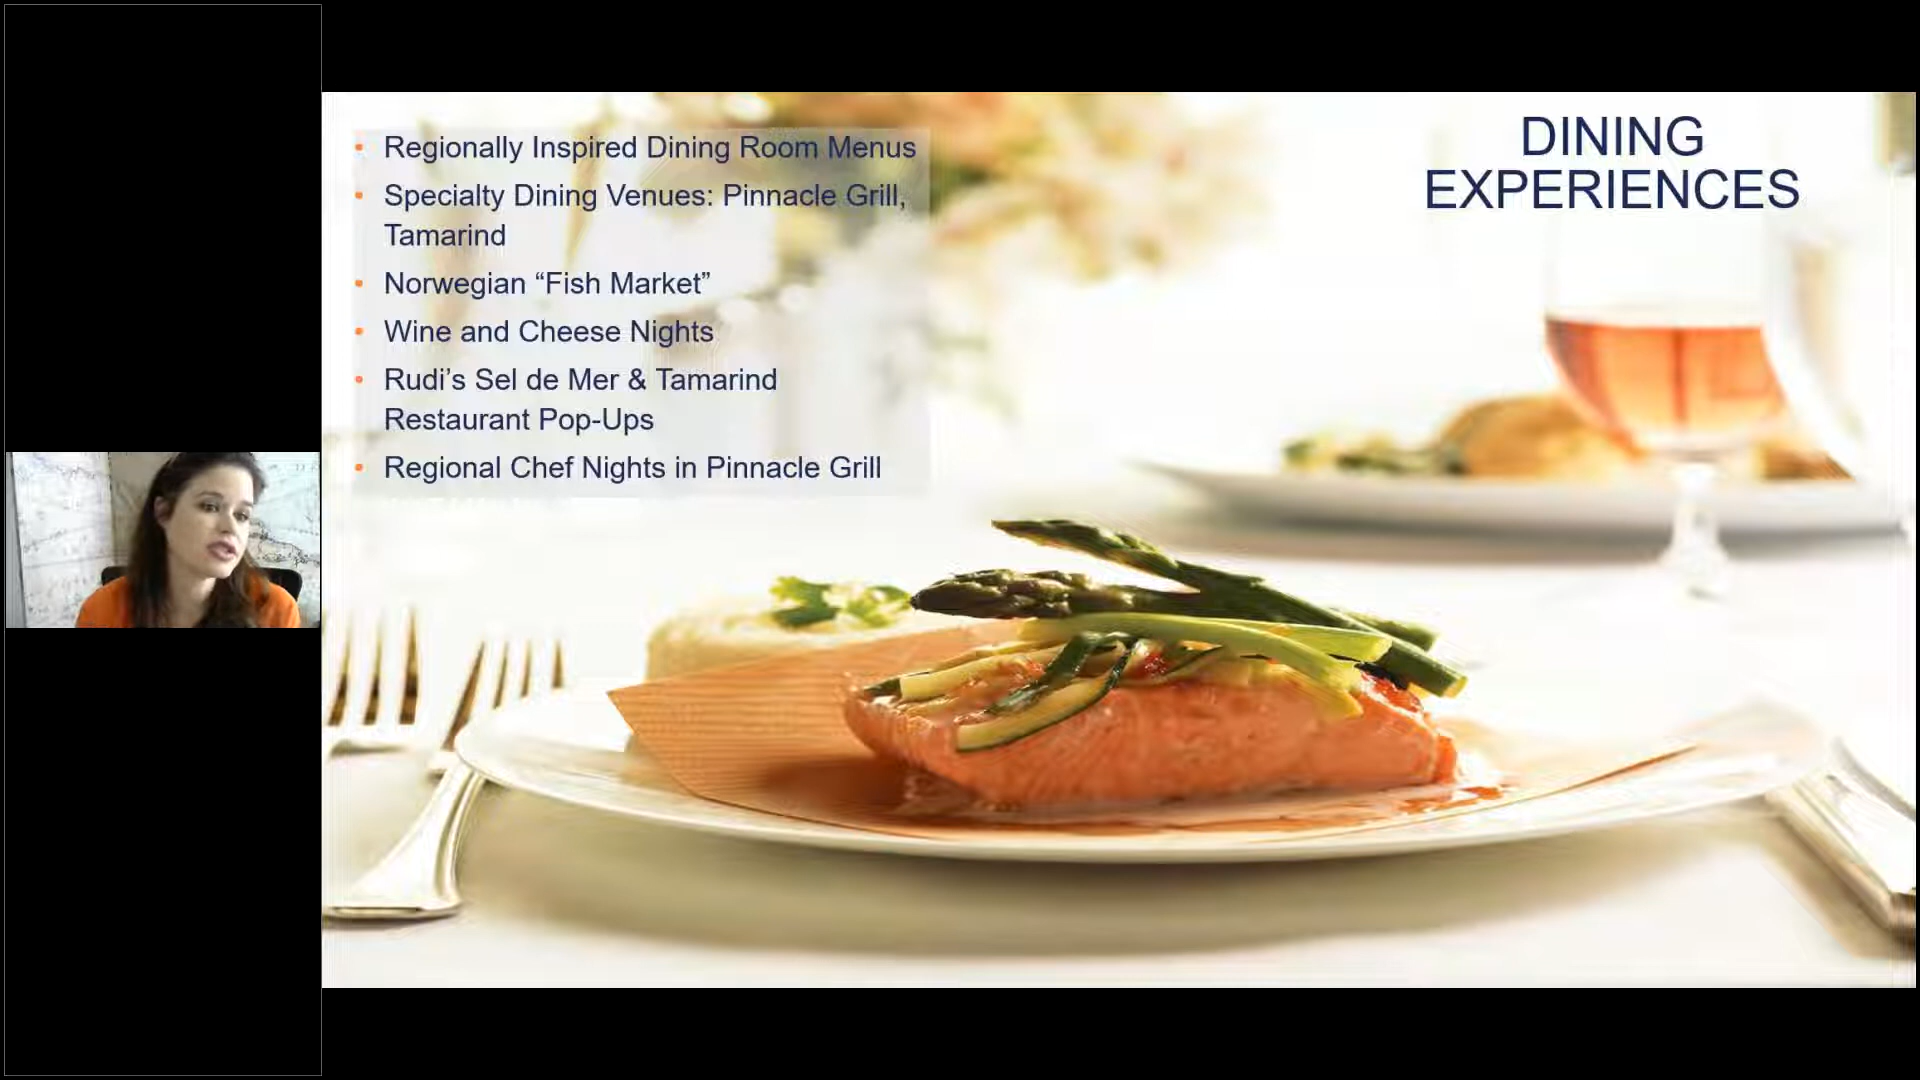 DINING
EXPERIENCES
• Regionally Inspired Dining Room Menus
• Specialty Dining Venues: Pinnacle Grill,
Tamarind
• Norwegian “Fish Market”
• Wine and Cheese Nights
• Rudi’s Sel de Mer & Tamarind
Restaurant Pop-Ups
• Regional Chef Nights in Pinnacle Grill